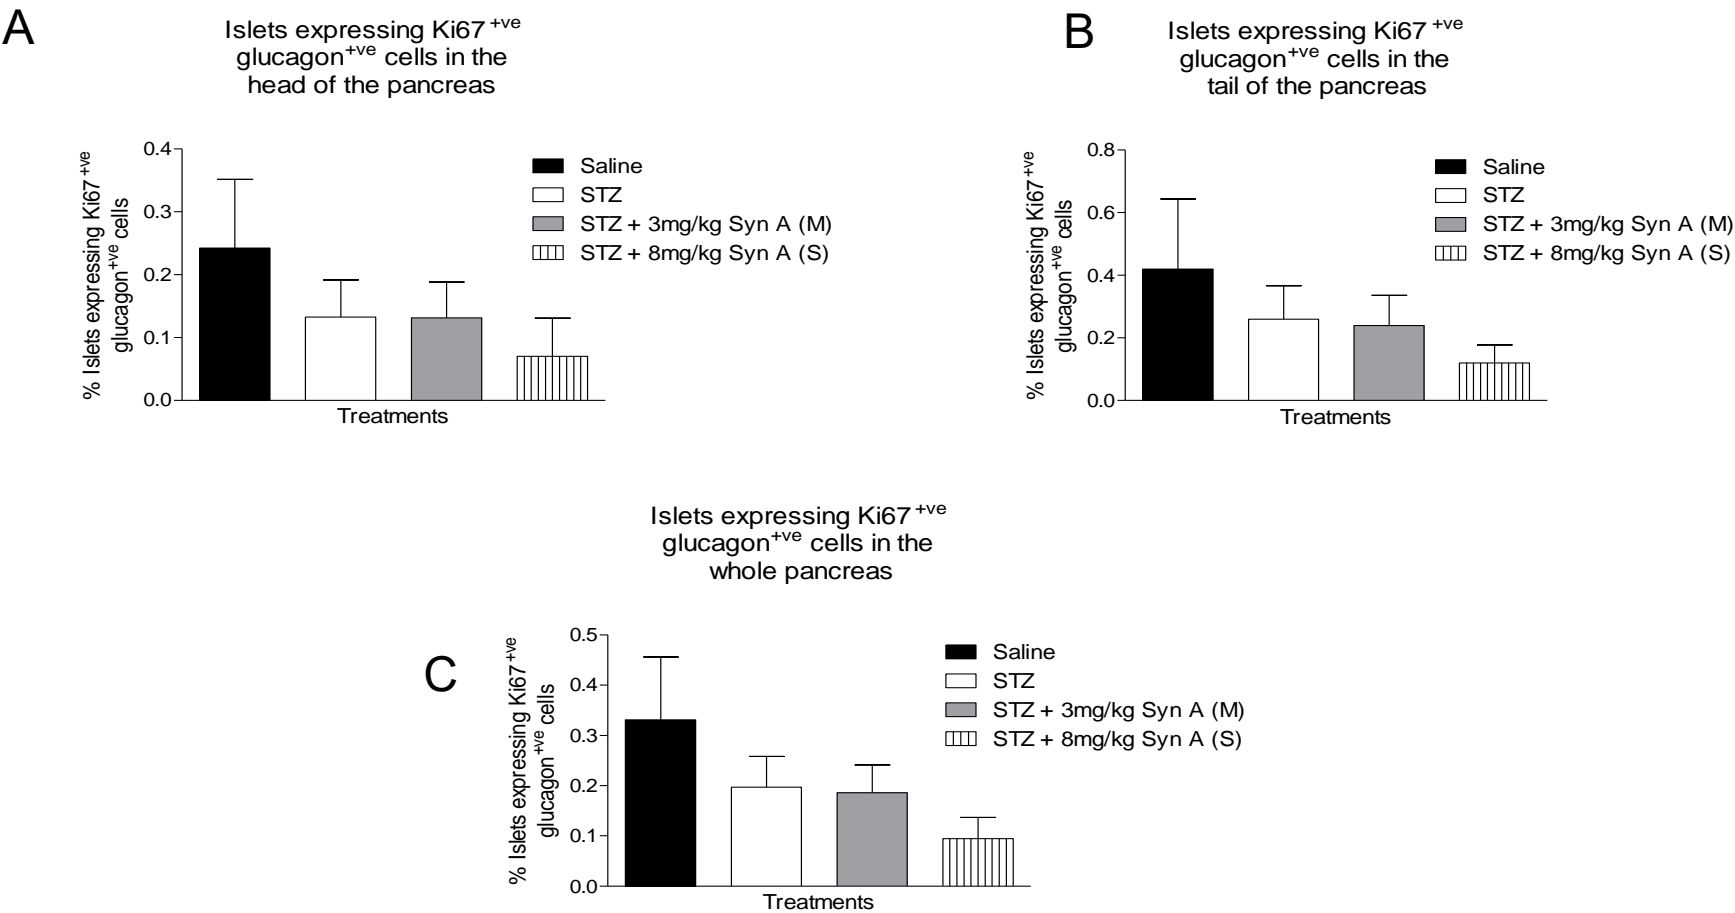 A
Islets expressing Ki67 +ve
glucagon+ve cells in the
head of the pancreas
% Islets expressing Ki67+ve
glucagon+ve cells
0.4
0.3
0.2
0.1
0.0
Treatments
Saline
STZ
STZ + 3mg/kg Syn A (M)
STZ + 8mg/kg Syn A (S)
B
Islets expressing Ki67 +ve
glucagon+ve cells in the
tail of the pancreas
% Islets expressing Ki67+ve
glucagon+ve cells
0.8
0.6
0.4
0.2
0.0
Treatments
Saline
STZ
STZ + 3mg/kg Syn A (M)
STZ + 8mg/kg Syn A (S)
C
Islets expressing Ki67 +ve
glucagon+ve cells in the
whole pancreas
% Islets expressing Ki67+ve
glucagon+ve cells
0.5
0.4
0.3
0.2
0.1
0.0
Treatments
Saline
STZ
STZ + 3mg/kg Syn A (M)
STZ + 8mg/kg Syn A (S)